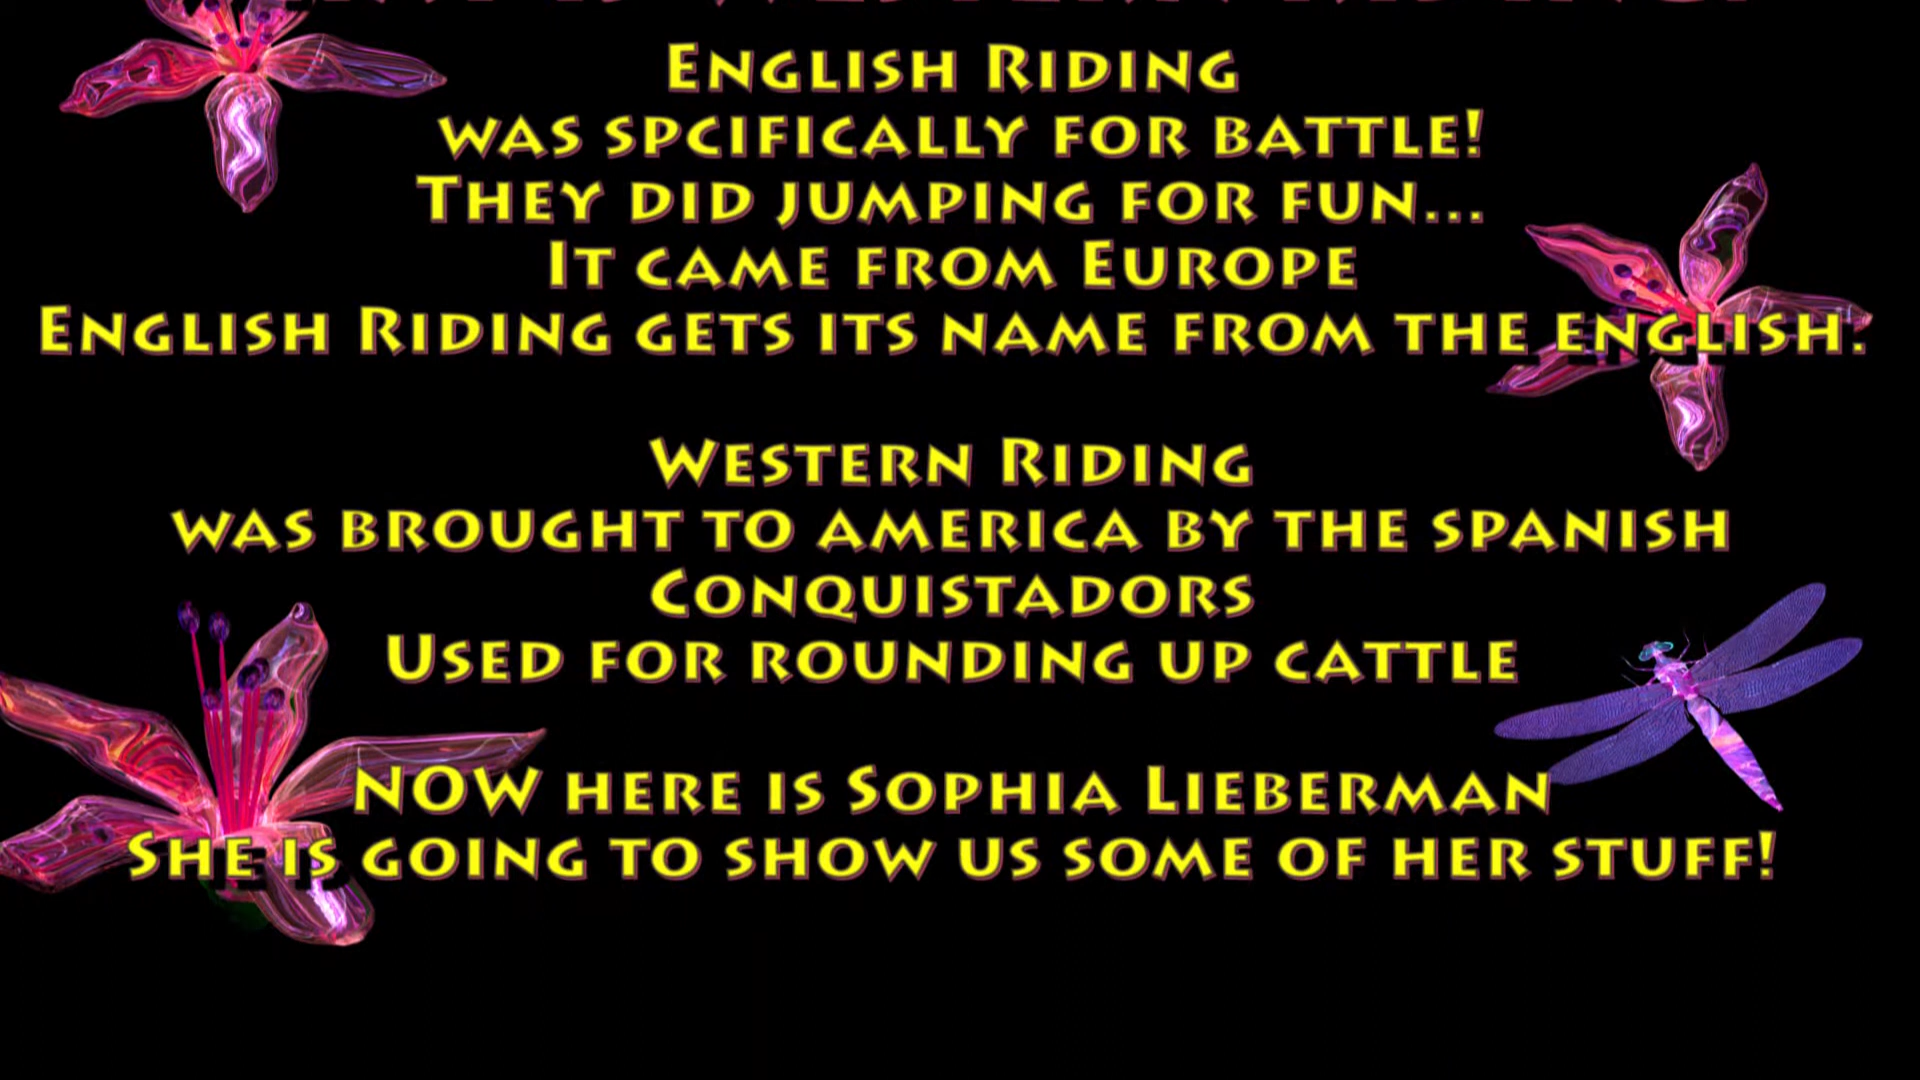 English Riding
was spcifically for battle!
They did jumping for fun...
It came from Europe
English Riding gets its name from the english.
Western Riding
was brought to america by the spanish
Conquistadors
Used for rounding up cattle
NOW here is Sophia Lieberman
She is going to show us some of her stuff!